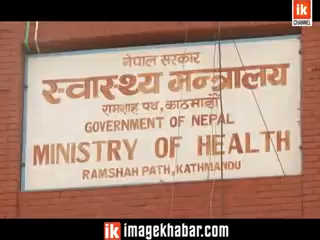 ik
CHANNEL
नेपाल सरकार
स्वास्थ्य मन्त्रालय
रामशाह पथ, काठमाडौं
GOVERNMENT OF NEPAL
MINISTRY OF HEALTH
RAMSHAH PATH, KATHMANDU
ik imagekhabar.com